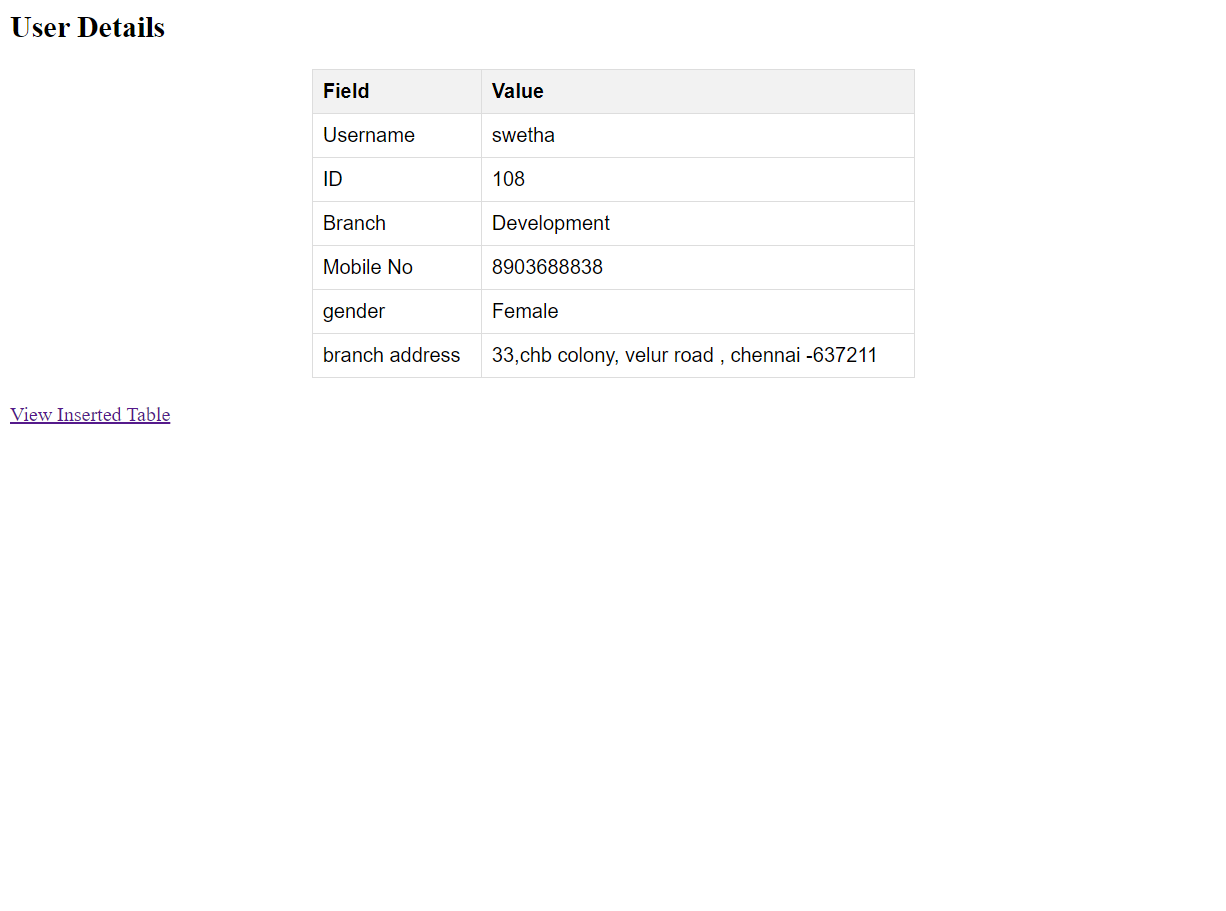 User Details
Field Value
Username swetha
ID 108
Branch Development
Mobile No 8903688838
gender Female
branch address 33,chb colony, velur road , chennai -637211
View Inserted Table